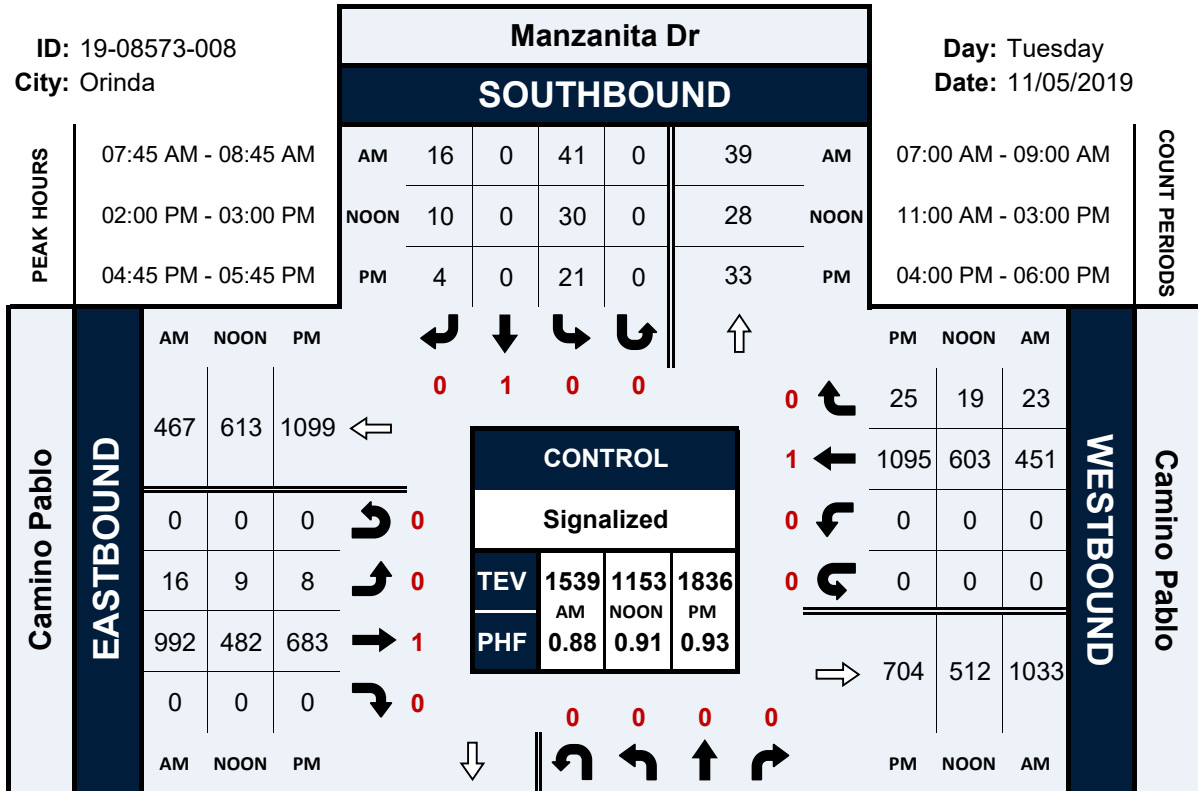 Manzanita Dr
SOUTHBOUND
ID: 19-08573-008
City: Orinda
Day: Tuesday
Date: 11/05/2019
PEAK HOURS
07:45 AM - 08:45 AM
02:00 PM - 03:00 PM
04:45 PM - 05:45 PM
AM 16 0 41 0 39 AM
NOON 10 0 30 0 28 NOON
PM 4 0 21 0 33 PM
07:00 AM - 09:00 AM
11:00 AM - 03:00 PM
04:00 PM - 06:00 PM
COUNT PERIODS
0 1 0 0
Camino Pablo
EASTBOUND
AM NOON PM
467 613 1099
0 0 0 0
16 9 8 0
992 482 683 1
0 0 0 0
AM NOON PM
CONTROL
Signalized
TEV 1539 1153 1836
AM NOON PM
PHF 0.88 0.91 0.93
PM NOON AM
0 25 19 23
1 1095 603 451
0 0 0 0
0 0 0 0
704 512 1033
PM NOON AM
WESTBOUND
Camino Pablo
0 0 0 0